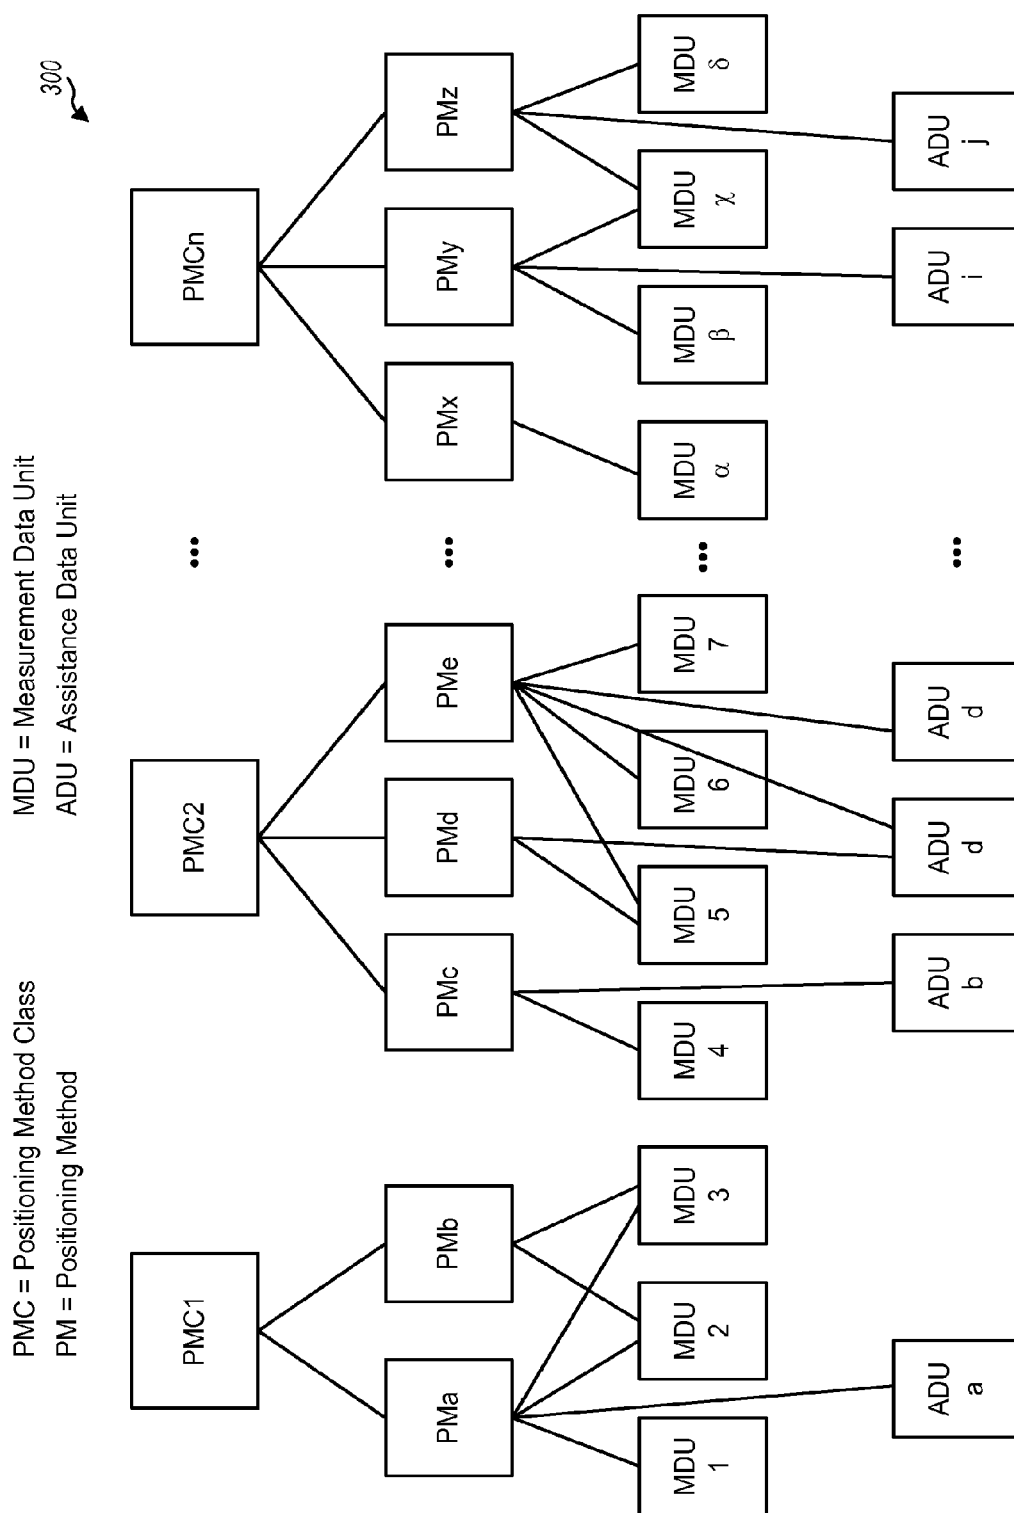 PMC = Positioning Method Class
PM = Positioning Method
MDU = Measurement Data Unit
ADU = Assistance Data Unit
300
PMC1
PMC2
•••
PMCn
PMa
PMb
PMc
PMd
PMe
•••
PMx
PMy
PMz
MDU
1
MDU
2
MDU
3
MDU
4
MDU
5
MDU
6
MDU
7
•••
MDU
α
MDU
β
MDU
χ
MDU
δ
ADU
a
ADU
b
ADU
d
ADU
d
•••
ADU
i
ADU
j